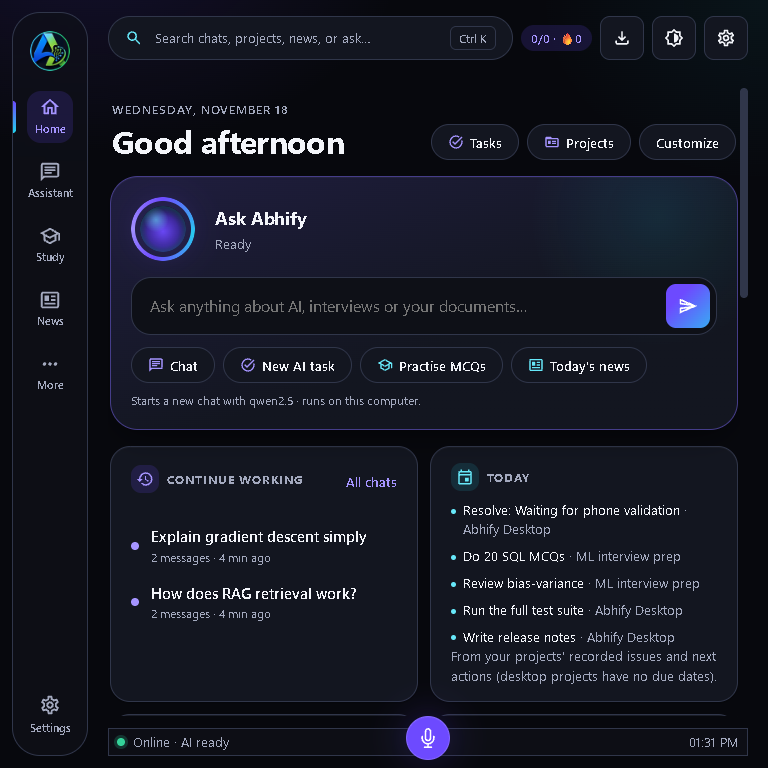 Search chats, projects, news, or ask...
Ctrl K
0/0 · 🔥 0
Home
Assistant
Study
News
More
Settings
WEDNESDAY, NOVEMBER 18
Good afternoon
Tasks
Projects
Customize
Ask Abhify
Ready
Ask anything about AI, interviews or your documents...
Chat
New AI task
Practise MCQs
Today's news
Starts a new chat with qwen2.5 · runs on this computer.
CONTINUE WORKING
All chats
Explain gradient descent simply
2 messages · 4 min ago
How does RAG retrieval work?
2 messages · 4 min ago
TODAY
Resolve: Waiting for phone validation ·
Abhify Desktop
Do 20 SQL MCQs · ML interview prep
Review bias-variance · ML interview prep
Run the full test suite · Abhify Desktop
Write release notes · Abhify Desktop
From your projects' recorded issues and next
actions (desktop projects have no due dates).
Online · AI ready
01:31 PM